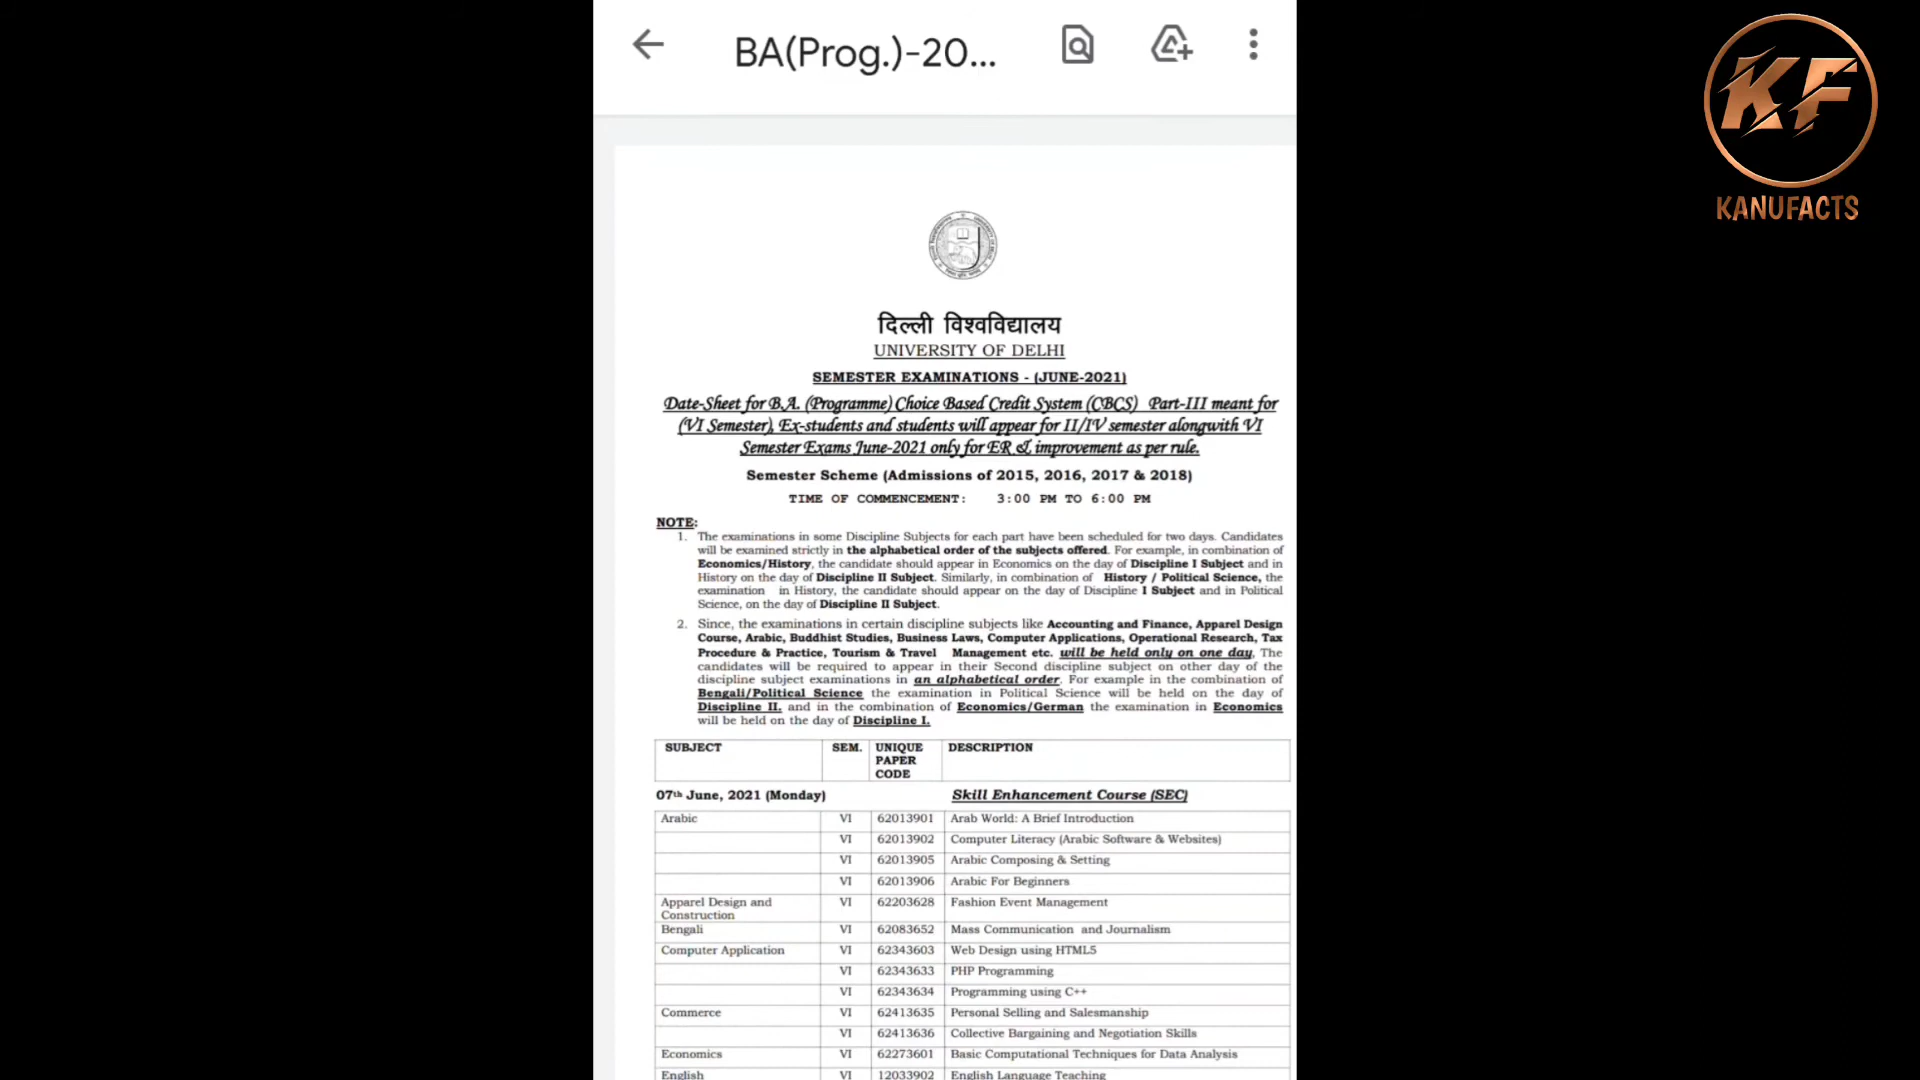 BA(Prog.)-20...
KF
KANUFACTS
दिल्ली विश्वविद्यालय
UNIVERSITY OF DELHI
SEMESTER EXAMINATIONS - (JUNE-2021)
Date-Sheet for B.A. (Programme) Choice Based Credit System (CBCS) Part-III meant for
(VI Semester), Ex-students and students will appear for II/IV semester alongwith VI
Semester Exams June-2021 only for ER & improvement as per rule.
Semester Scheme (Admissions of 2015, 2016, 2017 & 2018)
TIME OF COMMENCEMENT: 3:00 PM TO 6:00 PM
NOTE:
1. The examinations in some Discipline Subjects for each part have been scheduled for two days. Candidates
will be examined strictly in the alphabetical order of the subjects offered. For example, in combination of
Economics/History, the candidate should appear in Economics on the day of Discipline I Subject and in
History on the day of Discipline II Subject. Similarly, in combination of History / Political Science, the
examination in History, the candidate should appear on the day of Discipline I Subject and in Political
Science, on the day of Discipline II Subject.
2. Since, the examinations in certain discipline subjects like Accounting and Finance, Apparel Design
Course, Arabic, Buddhist Studies, Business Laws, Computer Applications, Operational Research, Tax
Procedure & Practice, Tourism & Travel Management etc. will be held only on one day. The
candidates will be required to appear in their Second discipline subject on other day of the
discipline subject examinations in an alphabetical order. For example in the combination of
Bengali/Political Science the examination in Political Science will be held on the day of
Discipline II. and in the combination of Economics/German the examination in Economics
will be held on the day of Discipline I.
SUBJECT SEM. UNIQUE PAPER CODE DESCRIPTION
07th June, 2021 (Monday) Skill Enhancement Course (SEC)
Arabic VI 62013901 Arab World: A Brief Introduction
VI 62013902 Computer Literacy (Arabic Software & Websites)
VI 62013905 Arabic Composing & Setting
VI 62013906 Arabic For Beginners
Apparel Design and Construction VI 62203628 Fashion Event Management
Bengali VI 62083652 Mass Communication and Journalism
Computer Application VI 62343603 Web Design using HTML5
VI 62343633 PHP Programming
VI 62343634 Programming using C++
Commerce VI 62413635 Personal Selling and Salesmanship
VI 62413636 Collective Bargaining and Negotiation Skills
Economics VI 62273601 Basic Computational Techniques for Data Analysis
English VI 12033902 English Language Teaching